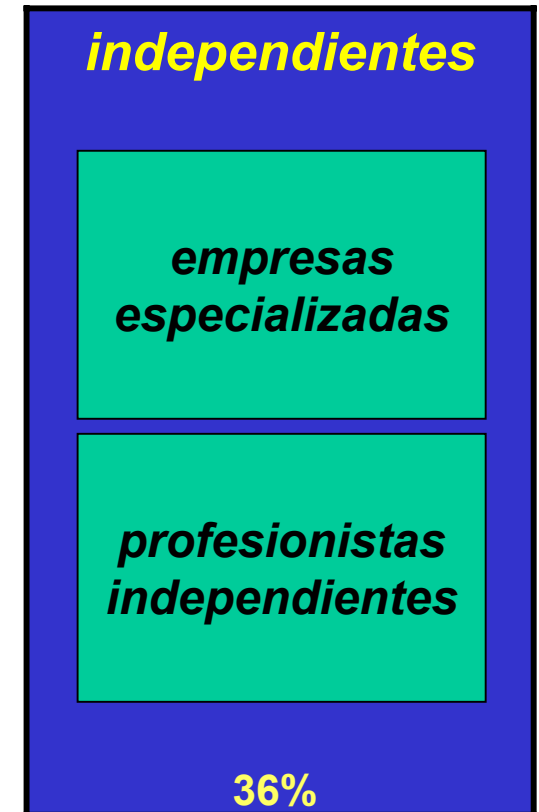 independientes
empresas
especializadas
profesionistas
independientes
36%